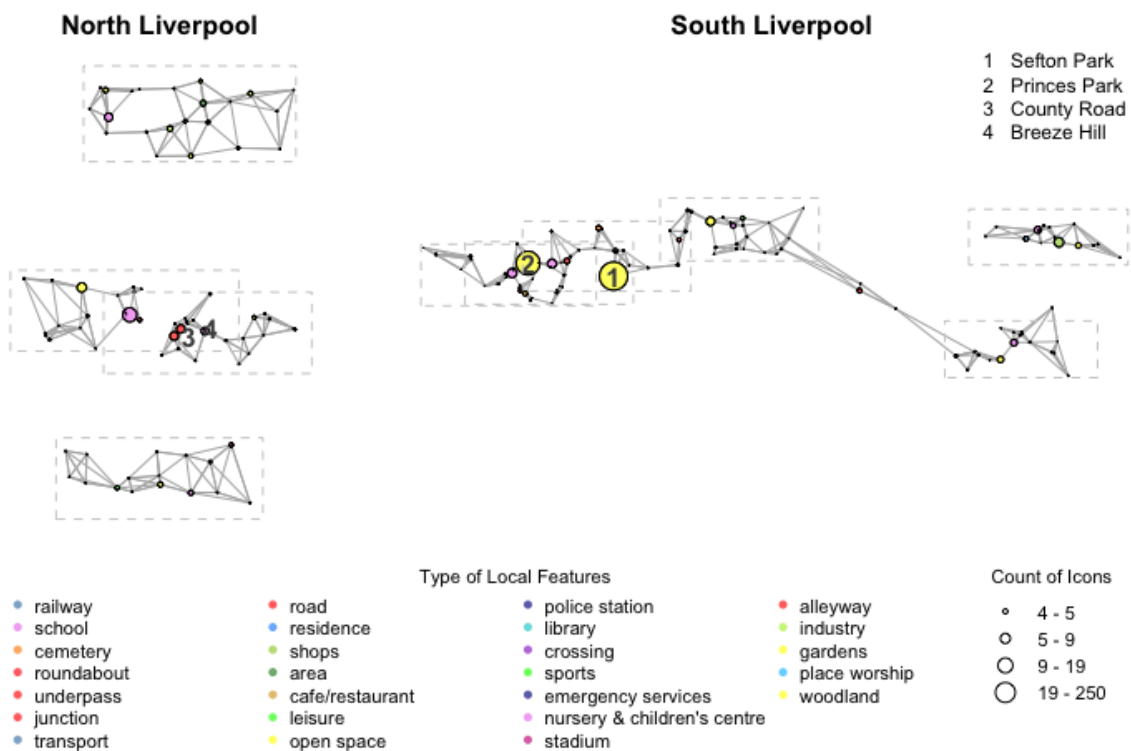 North Liverpool
South Liverpool
1 Sefton Park
2 Princes Park
3 County Road
4 Breeze Hill
2
1
3
4
Type of Local Features
railway
school
cemetery
roundabout
underpass
junction
transport
road
residence
shops
area
cafe/restaurant
leisure
open space
police station
library
crossing
sports
emergency services
nursery & children's centre
stadium
alleyway
industry
gardens
place worship
woodland
Count of Icons
4 - 5
5 - 9
9 - 19
19 - 250